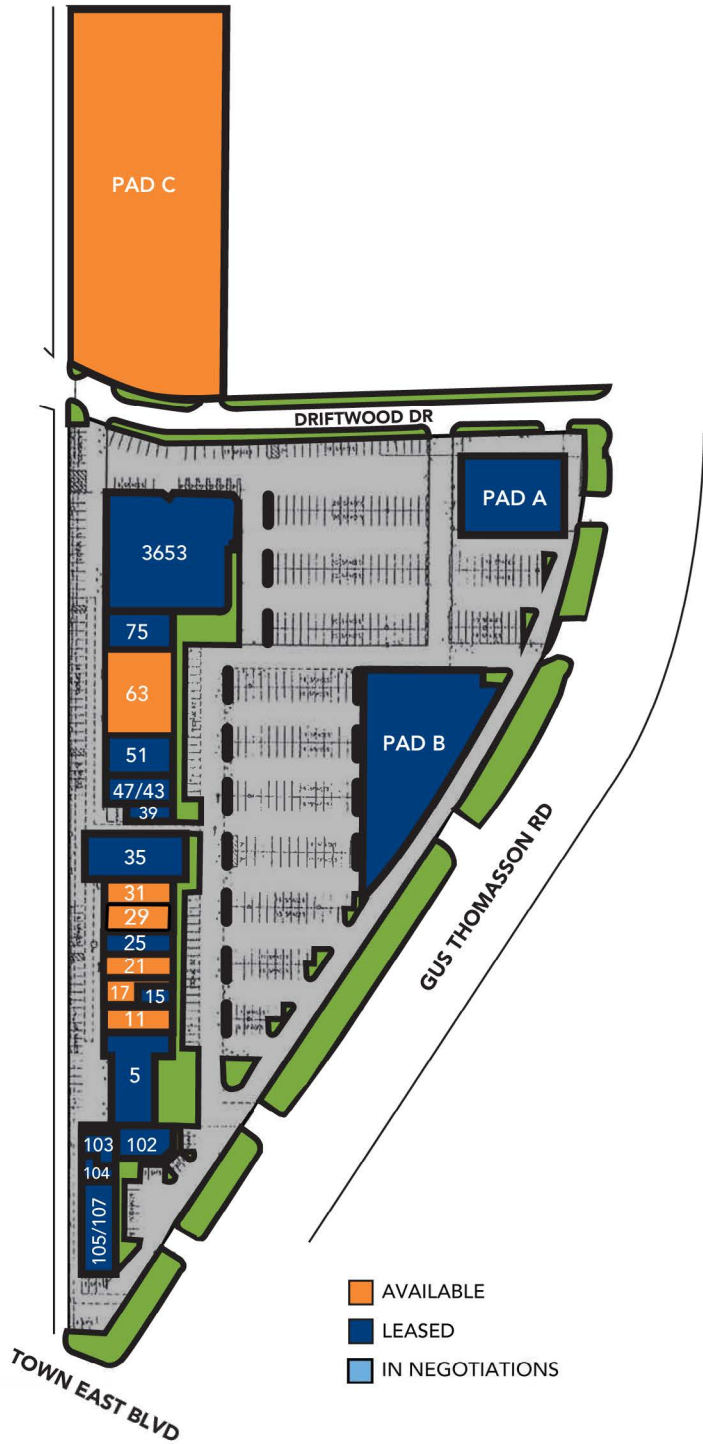 PAD C
DRIFTWOOD DR
PAD A
3653
75
63
51
PAD B
47/43
39
35
31
29
25
21
17
15
11
5
103
102
104
105/107
GUS THOMASSON RD
TOWN EAST BLVD
AVAILABLE
LEASED
IN NEGOTIATIONS